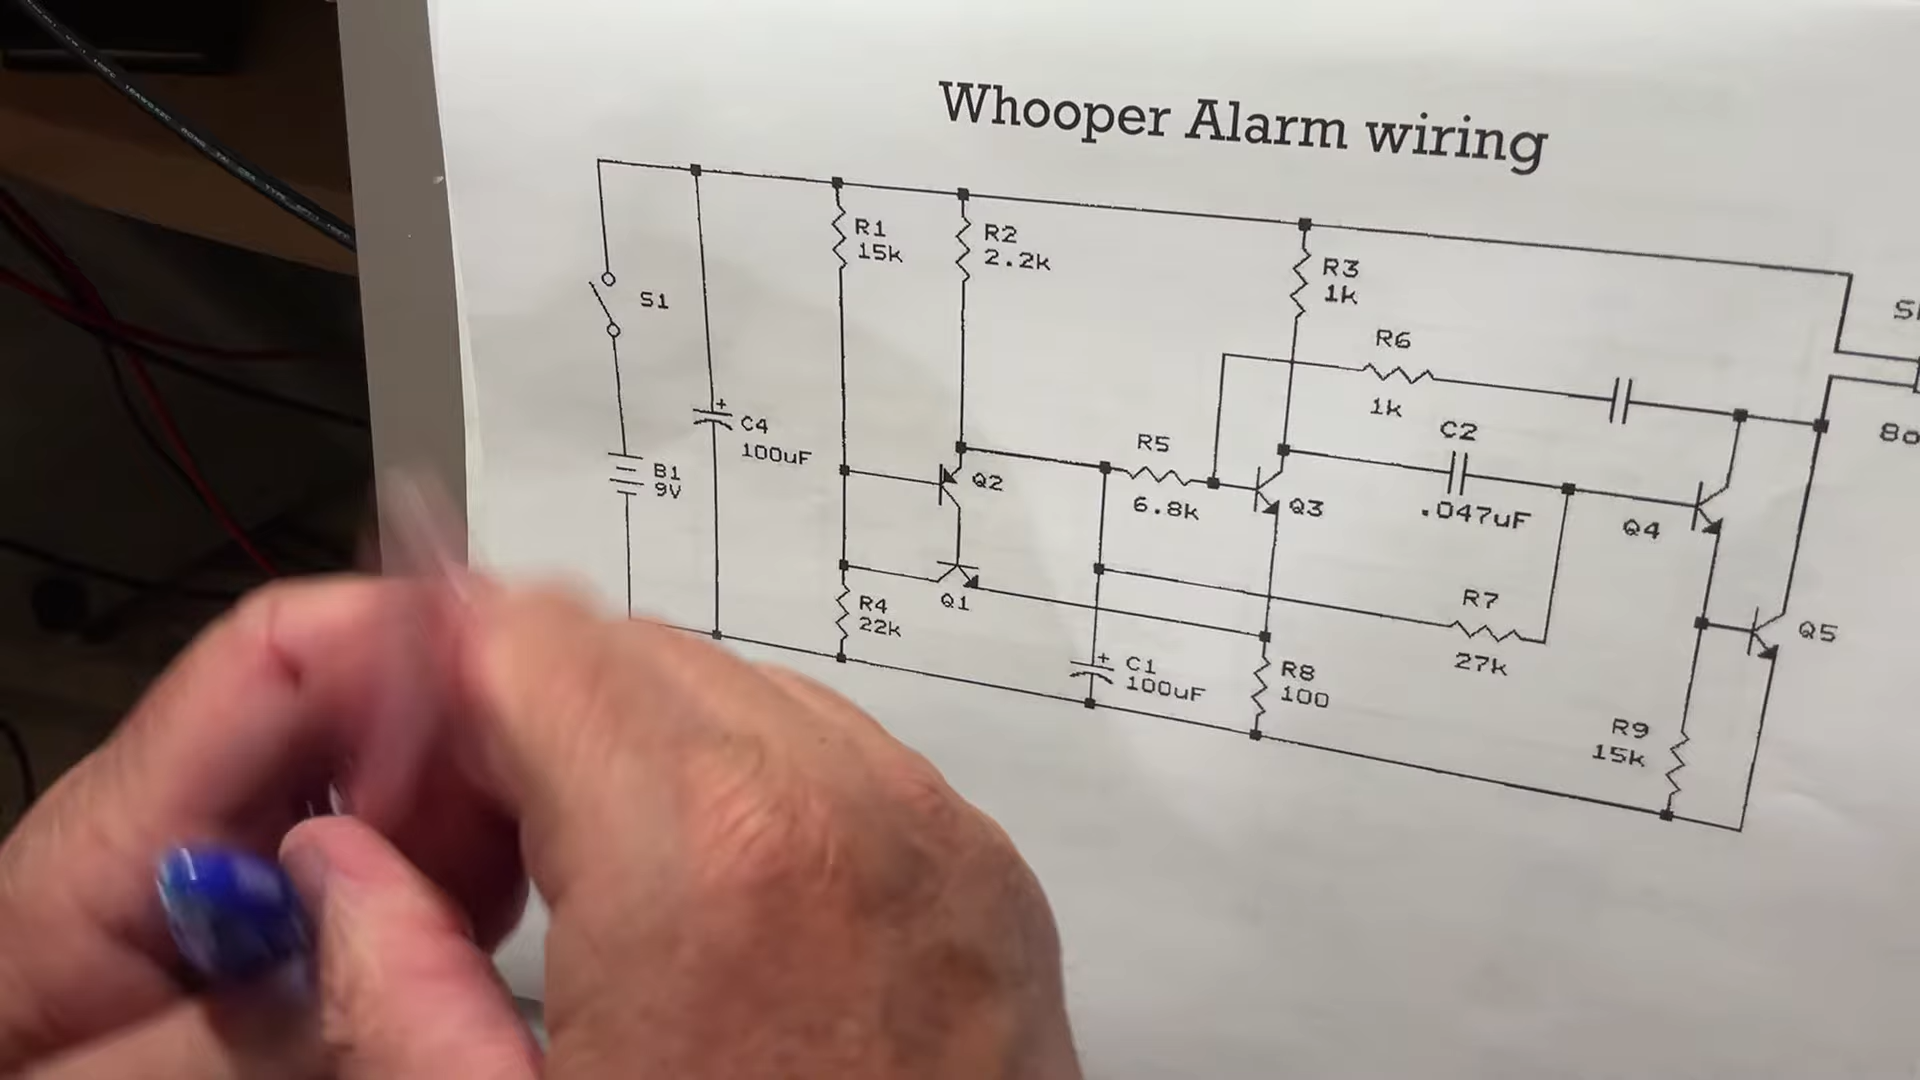 Whooper Alarm wiring
R1
15k
R2
2.2k
R3
1k
S1
R6
1k
C4
100uF
+
B1
9V
Q2
R5
6.8k
Q3
C2
.047uF
Q4
8o
Q1
R4
22k
+
C1
100uF
R8
100
R7
27k
Q5
R9
15k